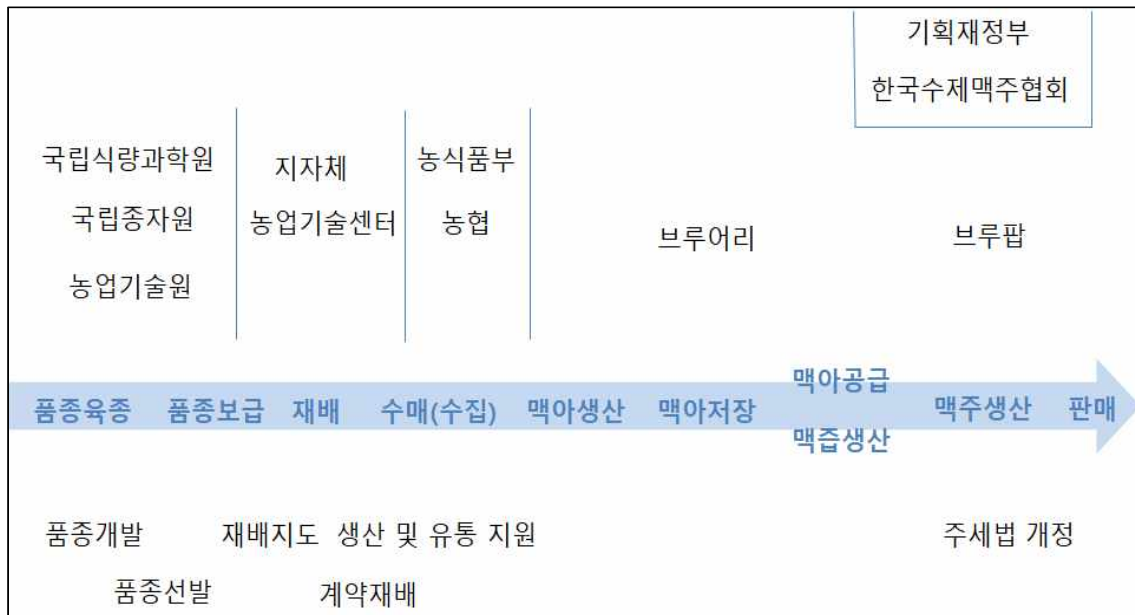 기획재정부
한국수제맥주협회
국립식량과학원
국립종자원
농업기술원
지자체
농업기술센터
농식품부
농협
브루어리
브루팝
품종육종 품종보급 재배 수매(수집) 맥아생산 맥아저장
맥아공급
맥즙생산
맥주생산 판매
품종개발 재배지도 생산 및 유통 지원 주세법 개정
품종선발 계약재배